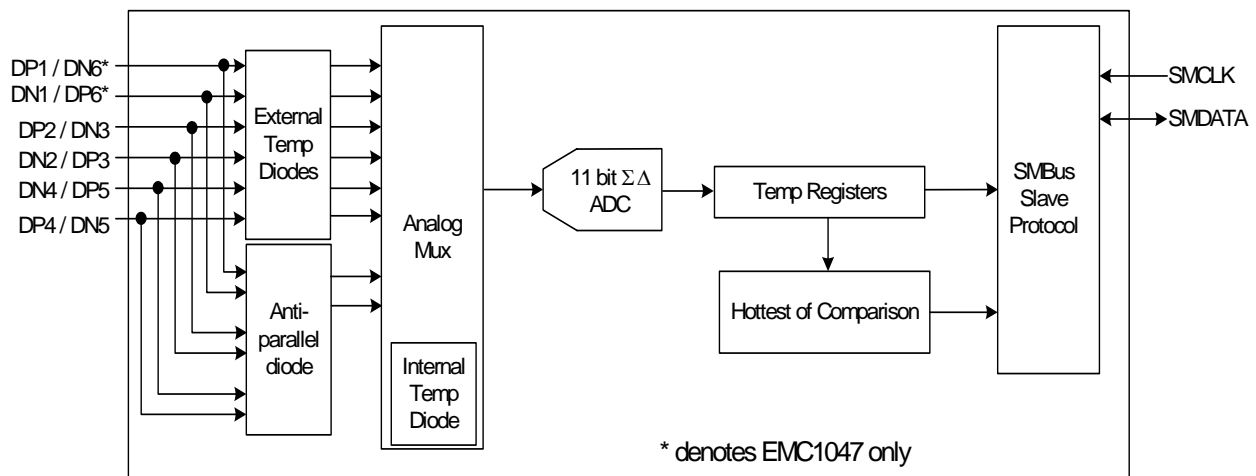 DP1 / DN6*
DN1 / DP6*
DP2 / DN3
DN2 / DP3
DN4 / DP5
DP4 / DN5
External
Temp
Diodes
Anti-
parallel
diode
Analog
Mux
Internal
Temp
Diode
11 bit ΣΔ
ADC
Temp Registers
Hottest of Comparison
SMBus
Slave
Protocol
SMCLK
SMDATA
* denotes EMC1047 only